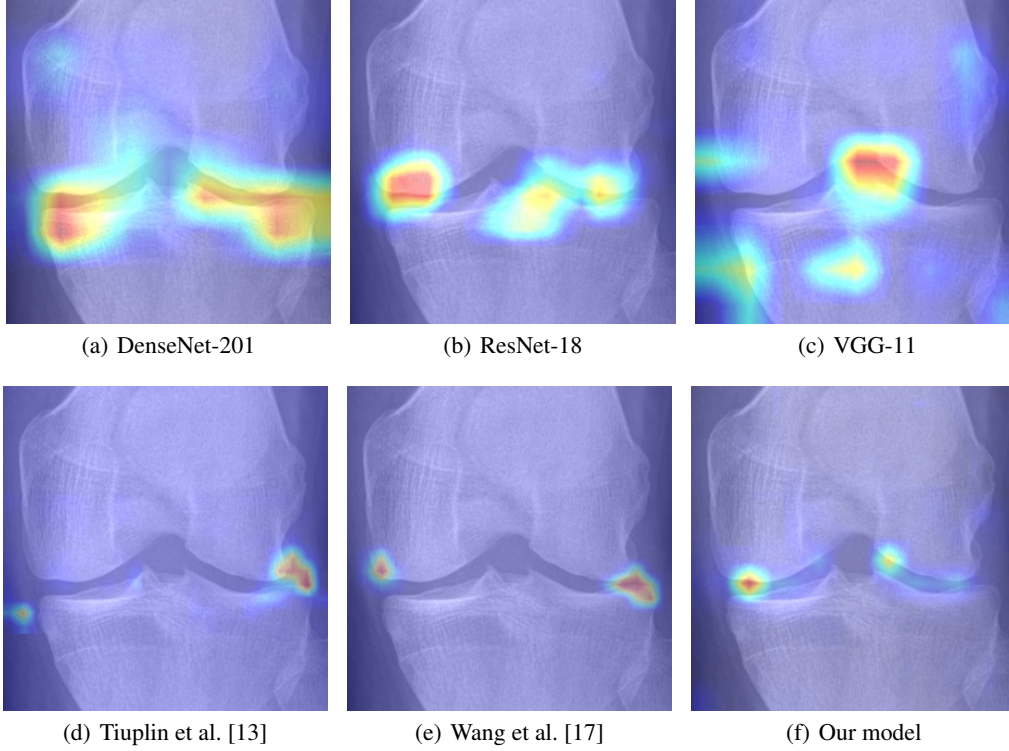 (a) DenseNet-201
(b) ResNet-18
(c) VGG-11
(d) Tiuplin et al. [13]
(e) Wang et al. [17]
(f) Our model